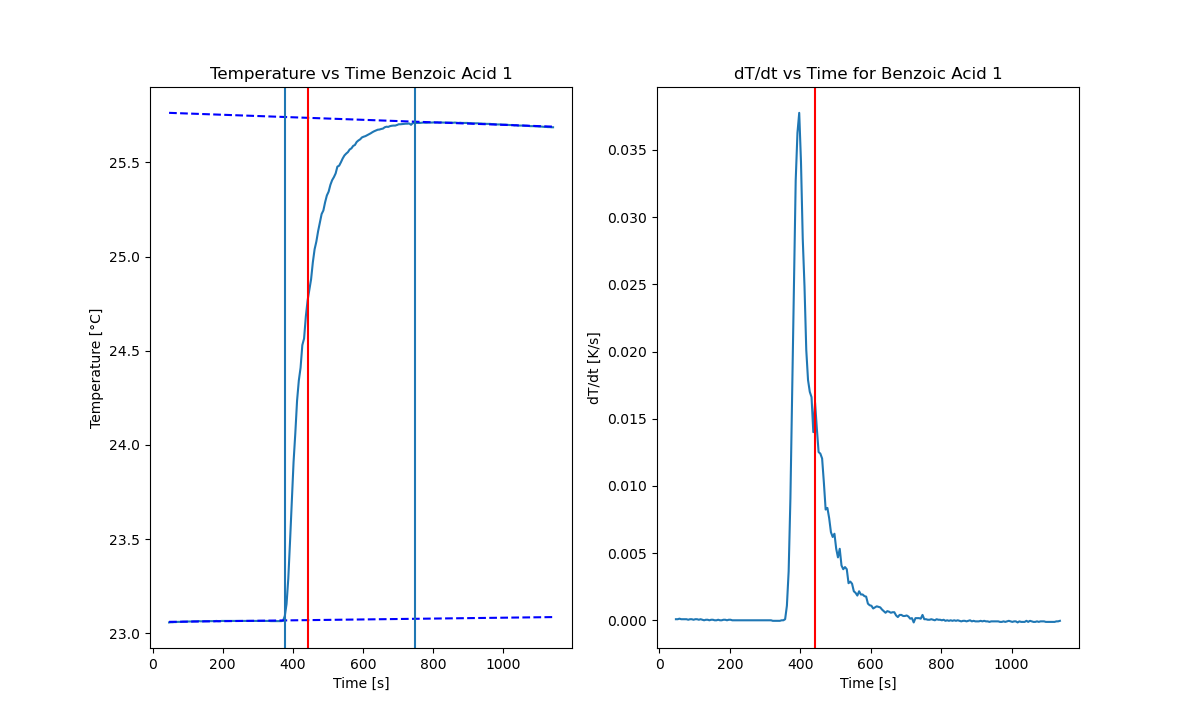 Temperature vs Time Benzoic Acid 1
Temperature [°C]
25.5
25.0
24.5
24.0
23.5
23.0
0 200 400 600 800 1000
Time [s]
dT/dt vs Time for Benzoic Acid 1
dT/dt [K/s]
0.035
0.030
0.025
0.020
0.015
0.010
0.005
0.000
0 200 400 600 800 1000
Time [s]